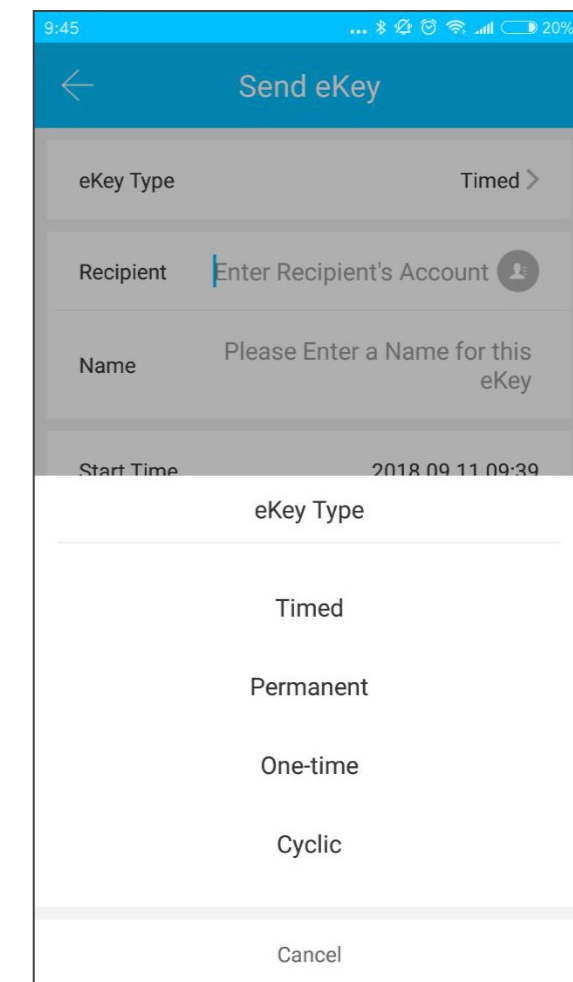 9:45 ... 20%
Send eKey
eKey Type Timed
Recipient Enter Recipient's Account
Name Please Enter a Name for this
eKey
Start Time 2018.09.11 09:39
eKey Type
Timed
Permanent
One-time
Cyclic
Cancel